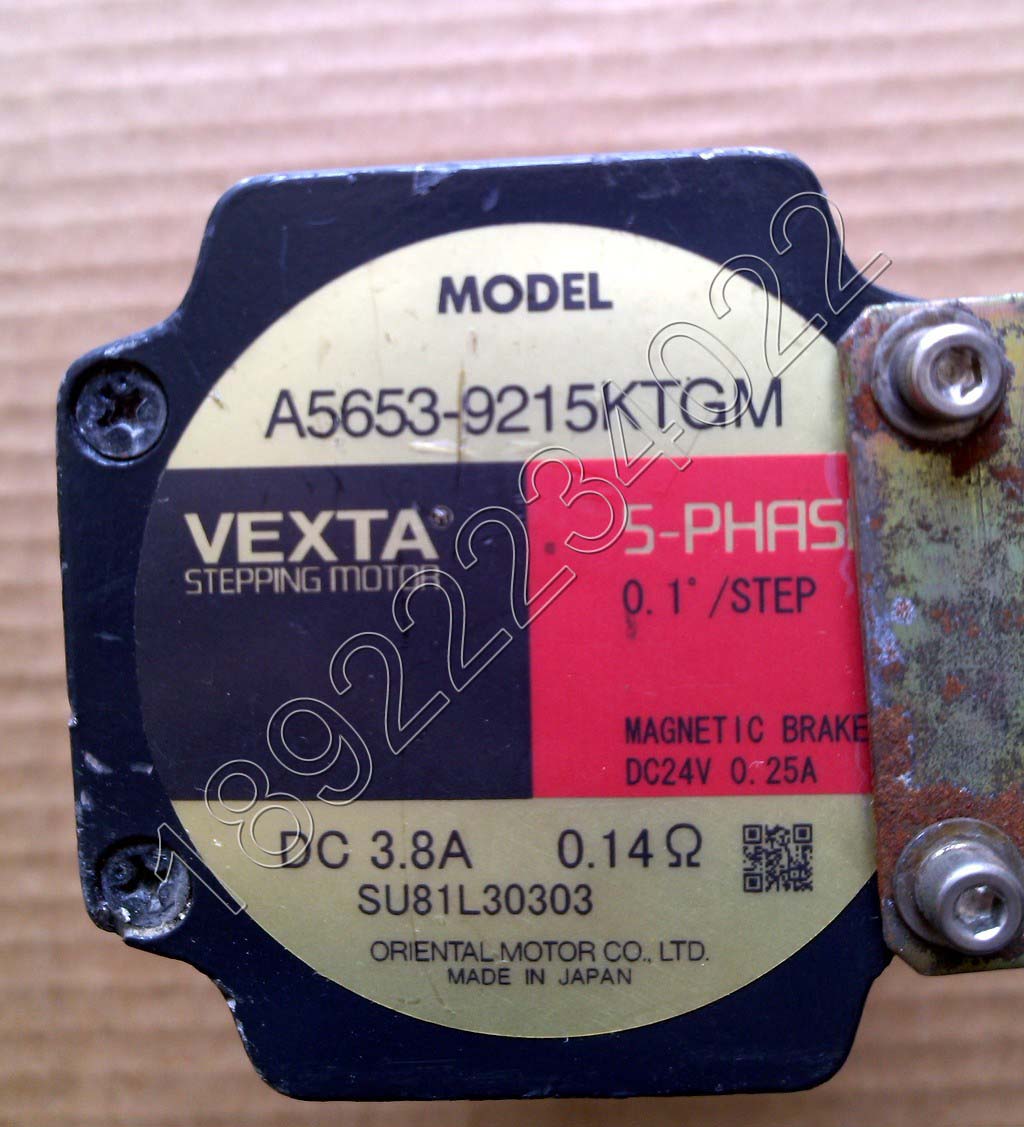 MODEL
A5653-9215KTGM
VEXTA®
STEPPING MOTOR
5-PHAS
0.1°/STEP
MAGNETIC BRAKE
DC24V 0.25A
DC 3.8A 0.14Ω
SU81L30303
ORIENTAL MOTOR CO., LTD.
MADE IN JAPAN
18922234022